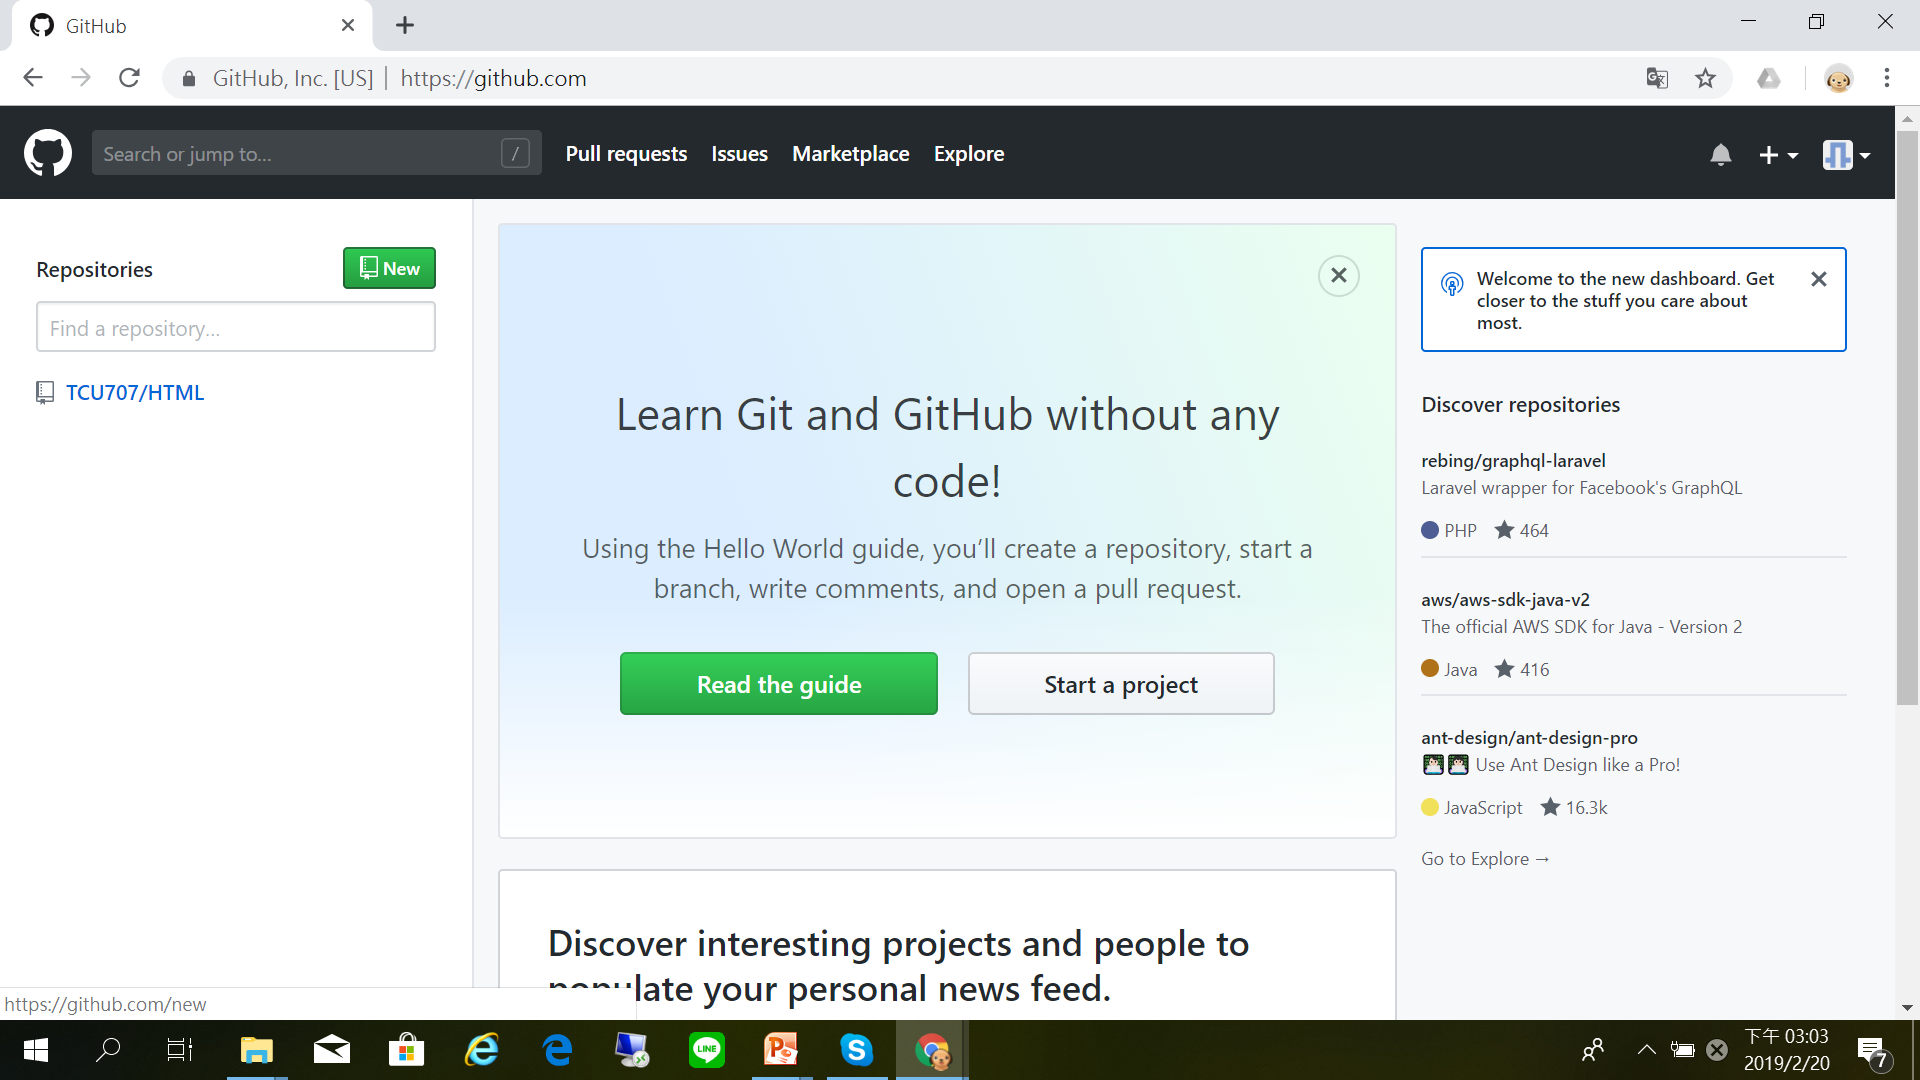 GitHub
GitHub, Inc. [US] | https://github.com
Search or jump to...
/
Pull requests
Issues
Marketplace
Explore
Repositories
New
Find a repository...
TCU707/HTML
Learn Git and GitHub without any
code!
Using the Hello World guide, you’ll create a repository, start a
branch, write comments, and open a pull request.
Read the guide
Start a project
Discover interesting projects and people to
populate your personal news feed.
Welcome to the new dashboard. Get
closer to the stuff you care about
most.
Discover repositories
rebing/graphql-laravel
Laravel wrapper for Facebook's GraphQL
PHP ★ 464
aws/aws-sdk-java-v2
The official AWS SDK for Java - Version 2
Java ★ 416
ant-design/ant-design-pro
👨🏻‍💻👩🏻‍💻 Use Ant Design like a Pro!
JavaScript ★ 16.3k
Go to Explore →
https://github.com/new
LINE
下午 03:03
2019/2/20
7